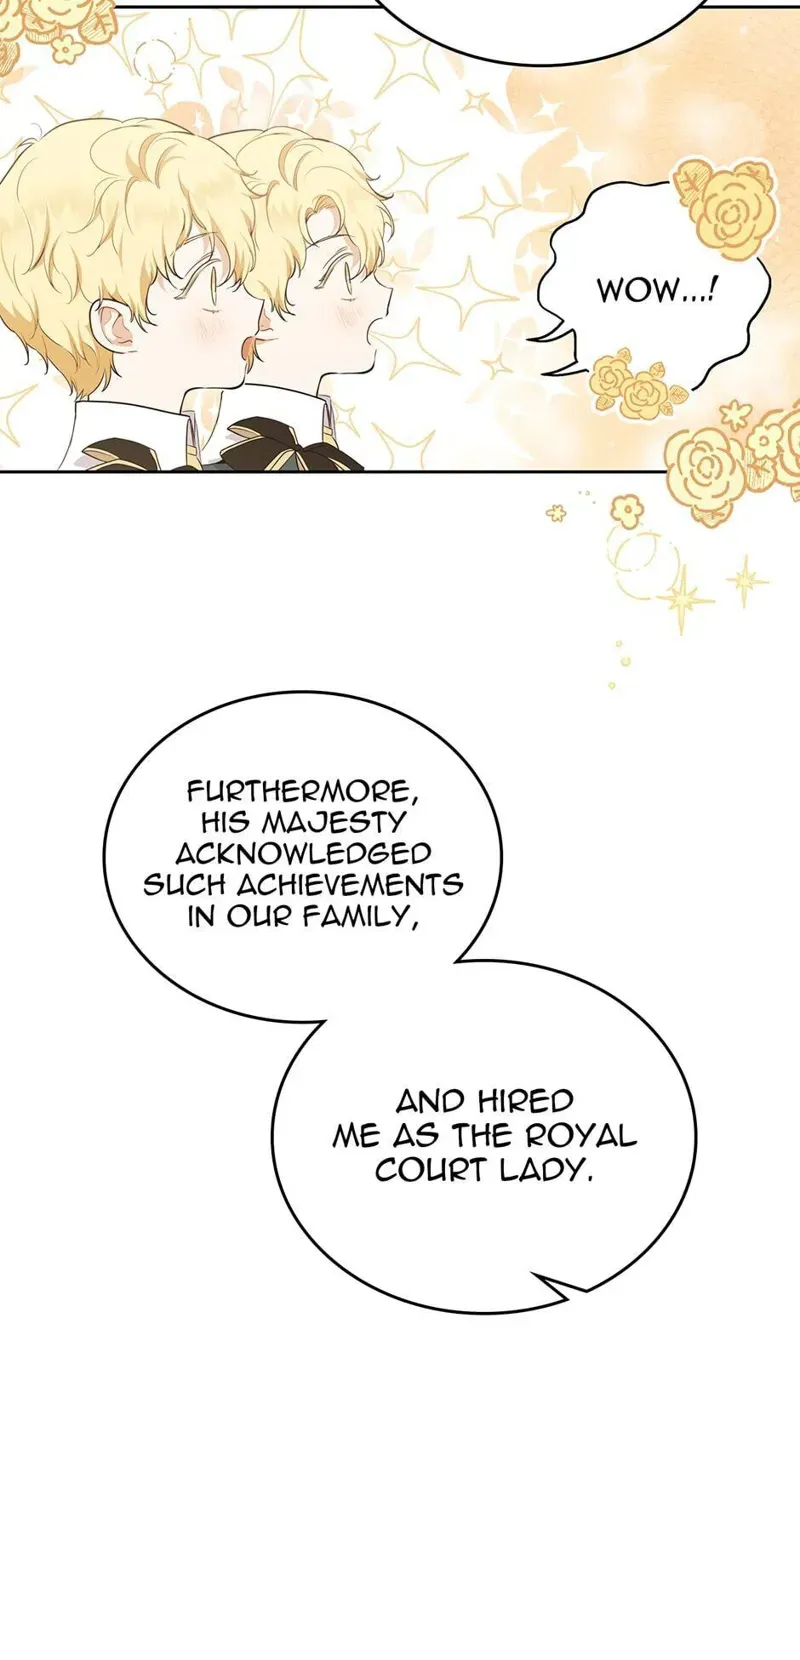 WOW...!
FURTHERMORE,
HIS MAJESTY
ACKNOWLEDGED
SUCH ACHIEVEMENTS
IN OUR FAMILY,
AND HIRED
ME AS THE ROYAL
COURT LADY.